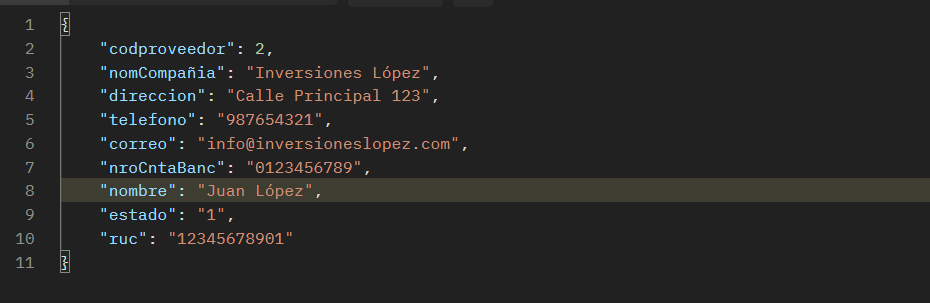 1 {
2 "codproveedor": 2,
3 "nomCompañia": "Inversiones López",
4 "direccion": "Calle Principal 123",
5 "telefono": "987654321",
6 "correo": "info@inversioneslopez.com",
7 "nroCntaBanc": "0123456789",
8 "nombre": "Juan López",
9 "estado": "1",
10 "ruc": "12345678901"
11 }